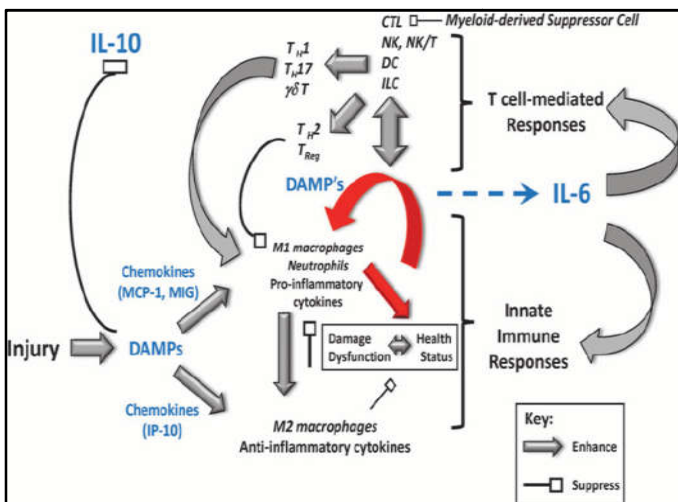 IL-10
CTL
Myeloid-derived Suppressor Cell
NK, NK/T
DC
ILC
TH1
TH17
γδ T
TH2
TReg
T cell-mediated
Responses
DAMP's
IL-6
M1 macrophages
Neutrophils
Pro-inflammatory
cytokines
Chemokines
(MCP-1, MIG)
Injury
DAMPs
Chemokines
(IP-10)
Damage
Dysfunction
Health
Status
Innate
Immune
Responses
M2 macrophages
Anti-inflammatory cytokines
Key:
Enhance
Suppress